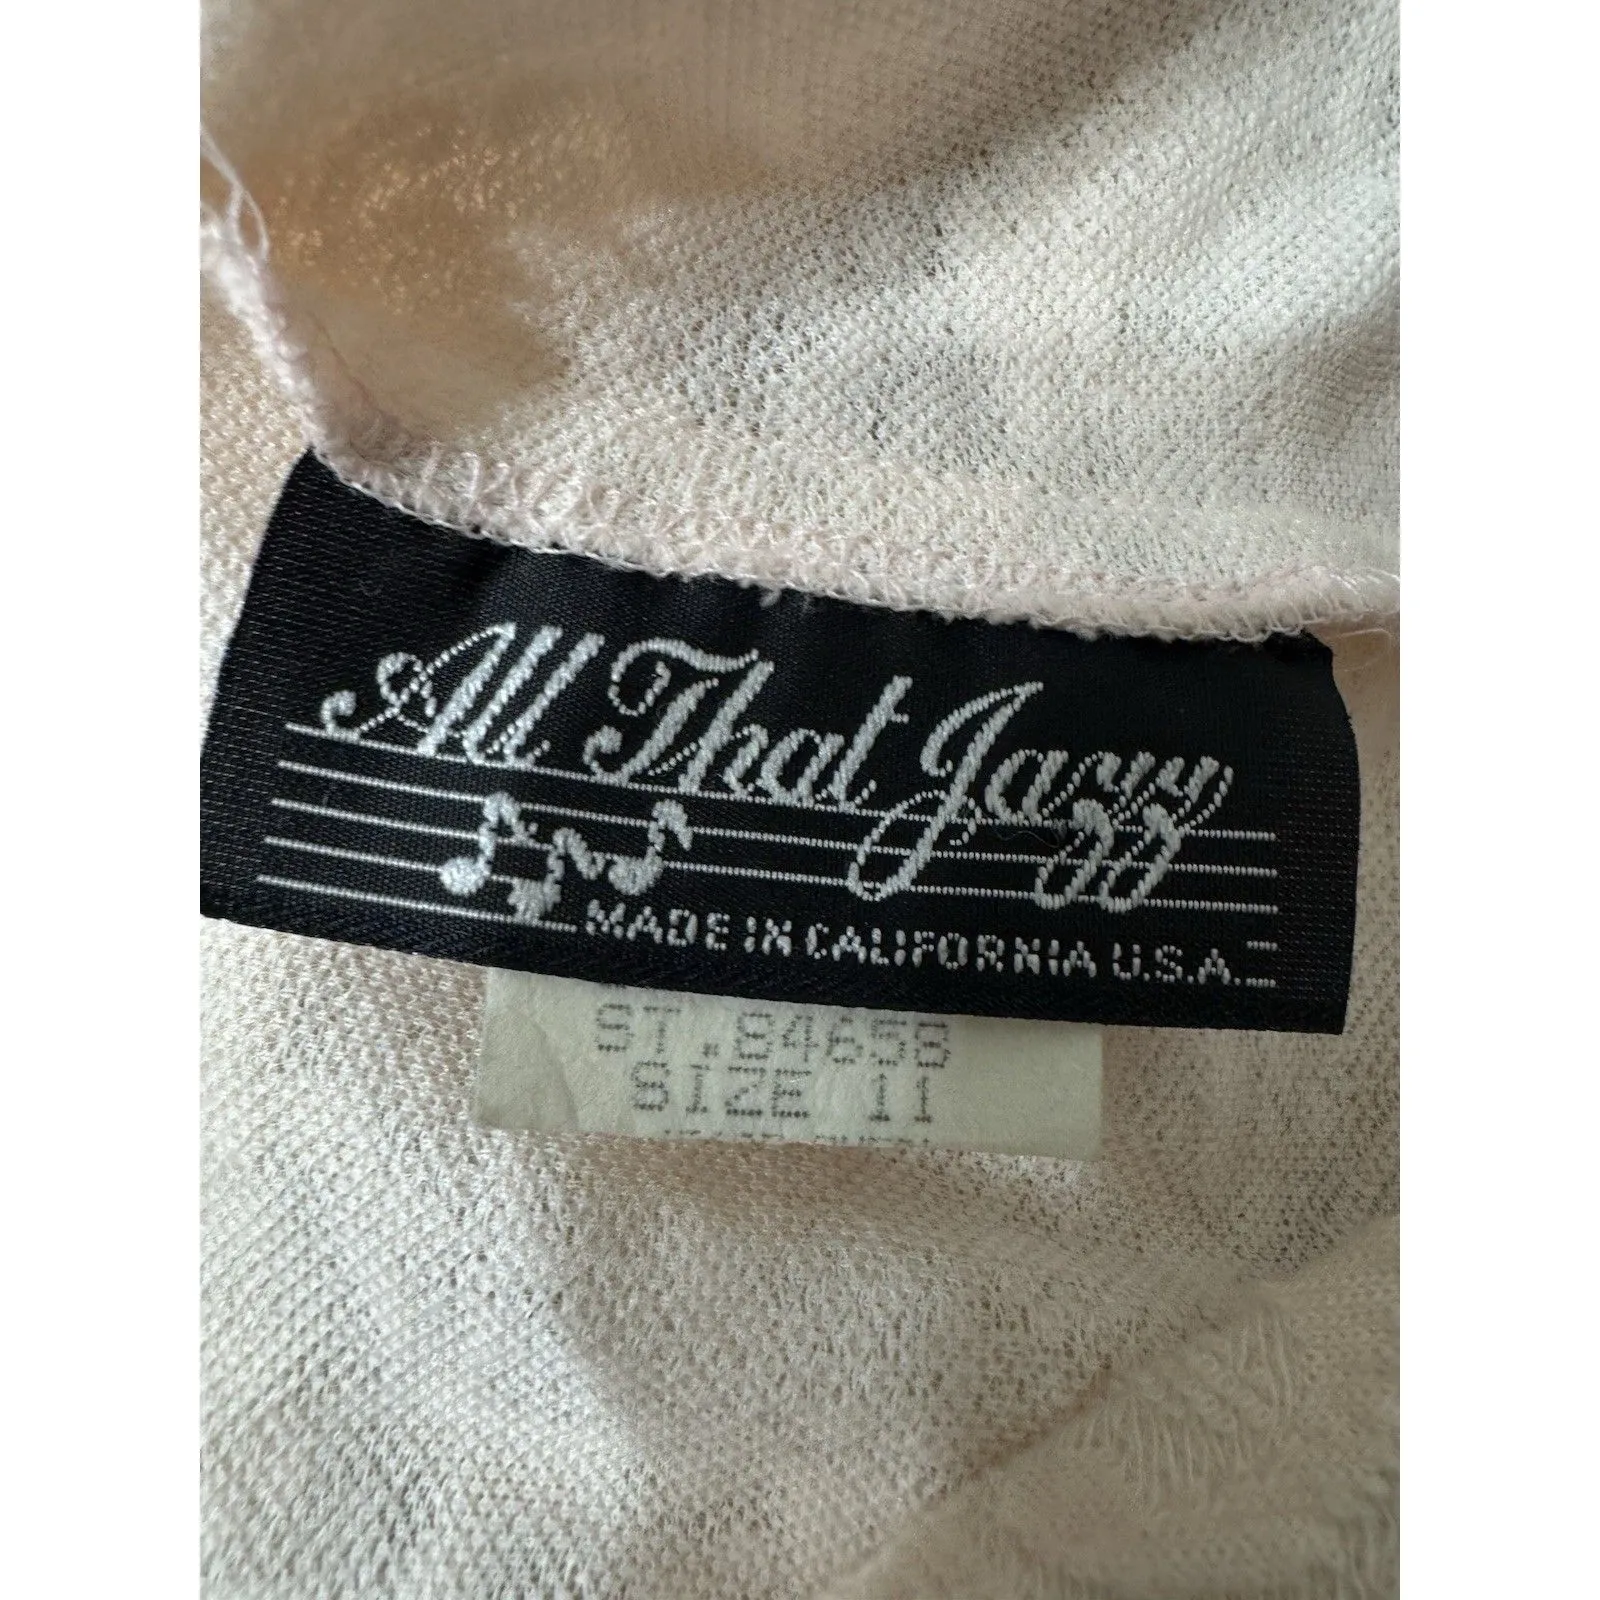 All That Jazz
MADE IN CALIFORNIA U.S.A.
ST.84658
SIZE 11